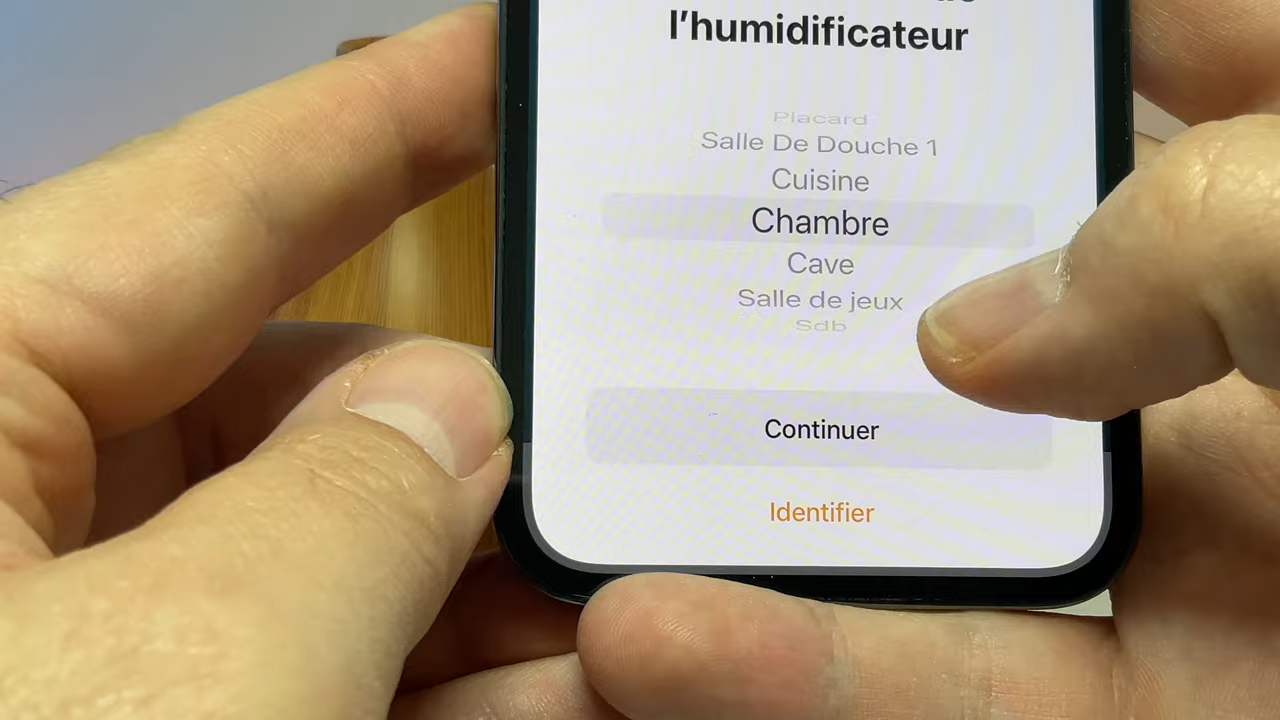 l’humidificateur
Placard
Salle De Douche 1
Cuisine
Chambre
Cave
Salle de jeux
Sdb
Continuer
Identifier